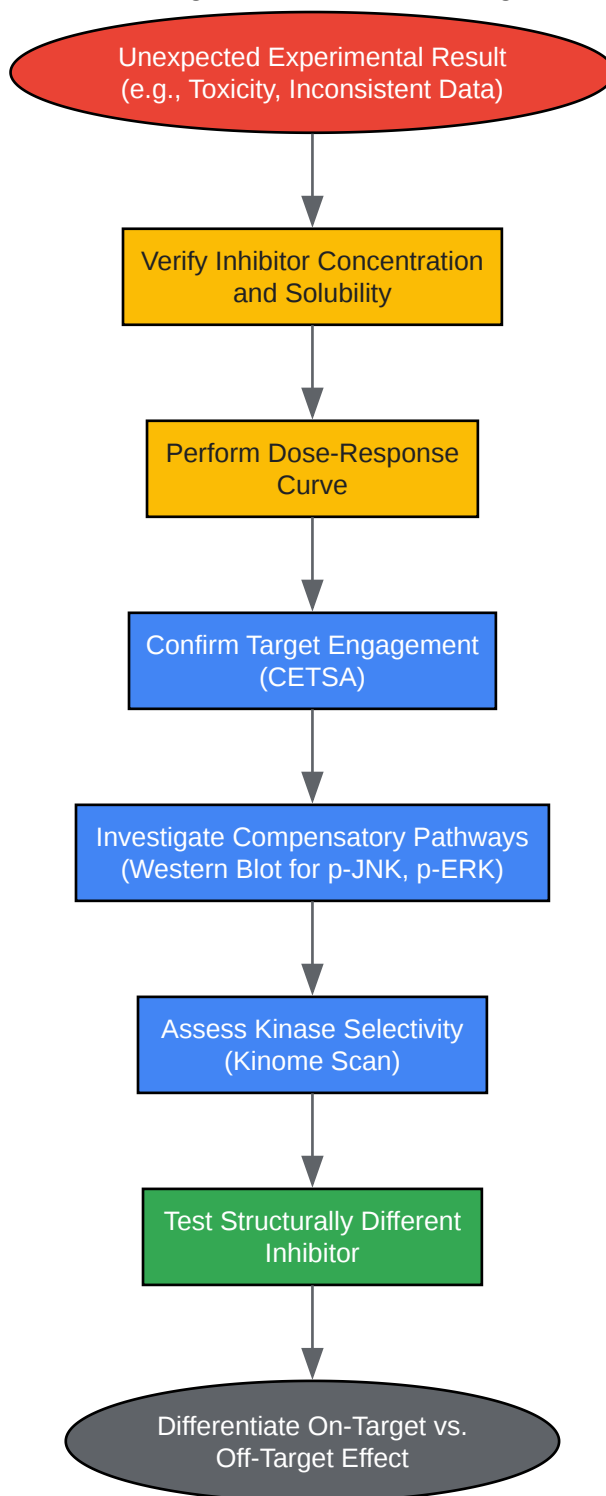 Unexpected Experimental Result
(e.g., Toxicity, Inconsistent Data)
Verify Inhibitor Concentration
and Solubility
Perform Dose-Response
Curve
Confirm Target Engagement
(CETSA)
Investigate Compensatory Pathways
(Western Blot for p-JNK, p-ERK)
Assess Kinase Selectivity
(Kinome Scan)
Test Structurally Different
Inhibitor
Differentiate On-Target vs.
Off-Target Effect